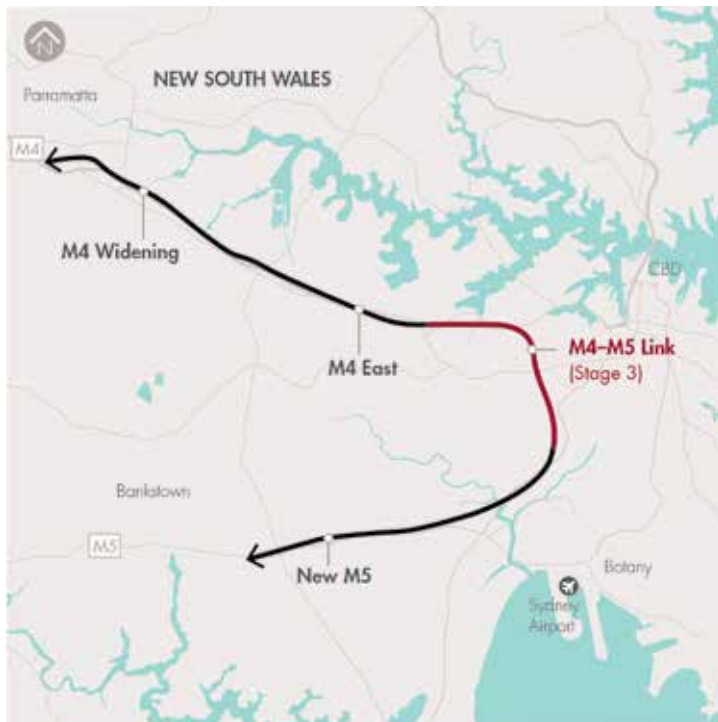 N
NEW SOUTH WALES
Parramatta
M4
M4 Widening
CBD
M4 East
M4–M5 Link
(Stage 3)
Bankstown
M5
New M5
Botany
Sydney
Airport